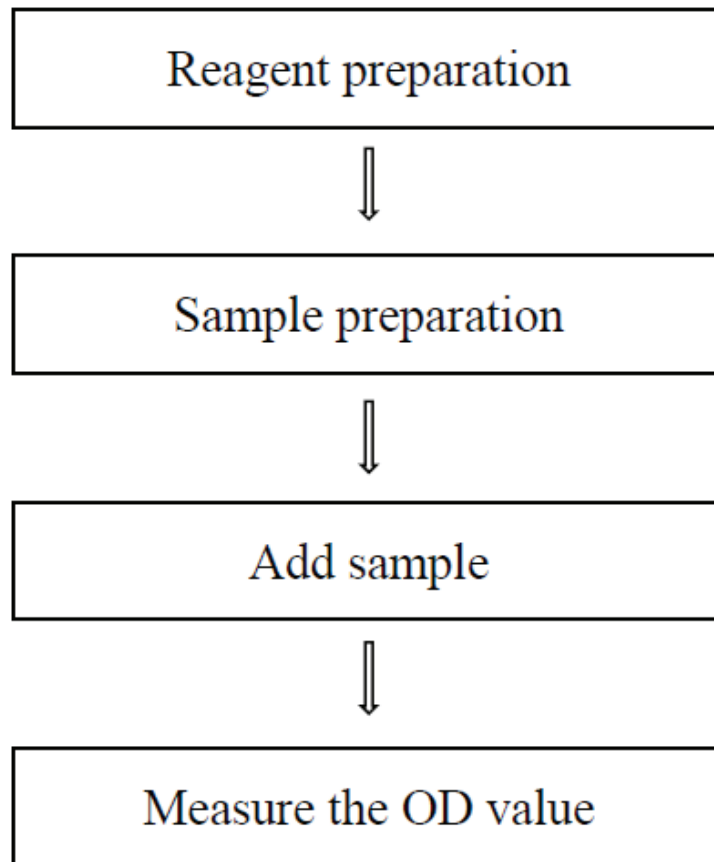 Reagent preparation
Sample preparation
Add sample
Measure the OD value